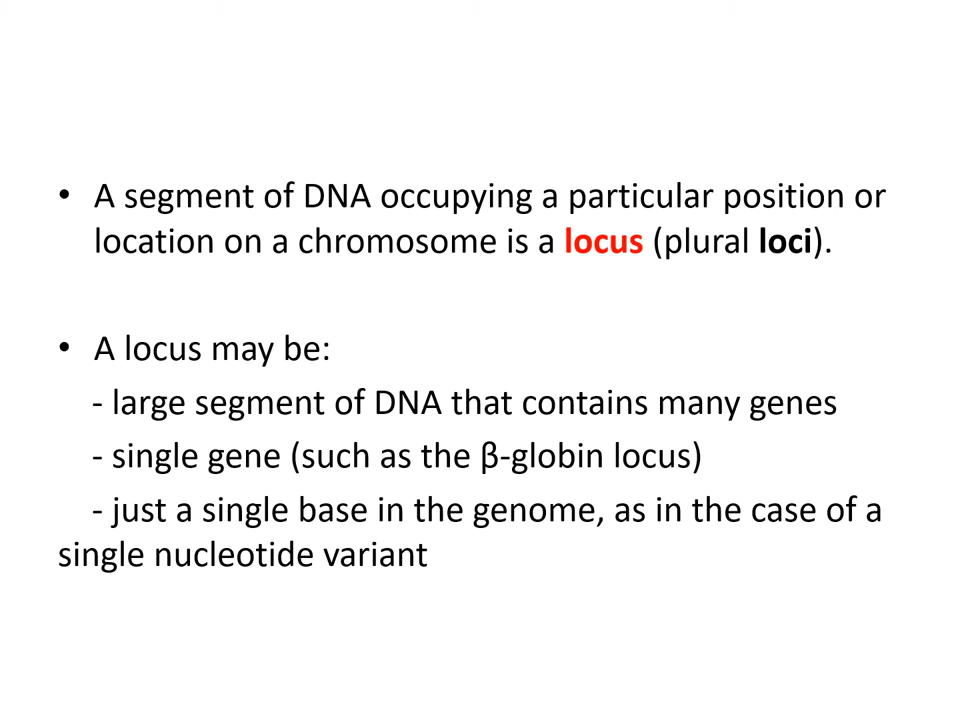 • A segment of DNA occupying a particular position or
location on a chromosome is a locus (plural loci).
• A locus may be:
- large segment of DNA that contains many genes
- single gene (such as the β-globin locus)
- just a single base in the genome, as in the case of a
single nucleotide variant